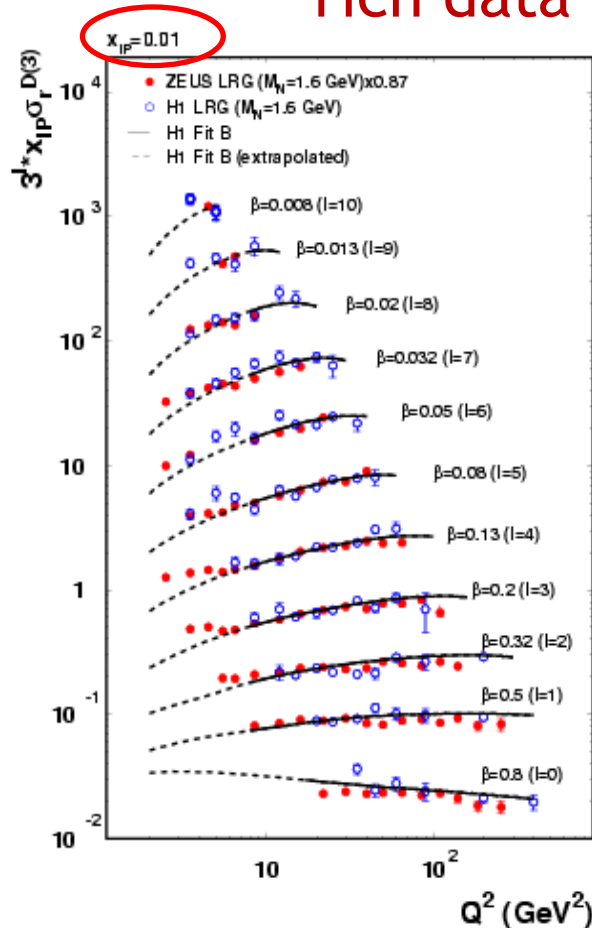 rich data
x_IP=0.01
3^l*x_IP σ_r^D(3)
ZEUS LRG (M_N=1.6 GeV)x0.87
H1 LRG (M_N=1.6 GeV)
H1 Fit B
H1 Fit B (extrapolated)
10^4
10^3
10^2
10
1
10^-1
10^-2
β=0.008 (l=10)
β=0.013 (l=9)
β=0.02 (l=8)
β=0.032 (l=7)
β=0.05 (l=6)
β=0.08 (l=5)
β=0.13 (l=4)
β=0.2 (l=3)
β=0.32 (l=2)
β=0.5 (l=1)
β=0.8 (l=0)
10
10^2
Q^2 (GeV^2)